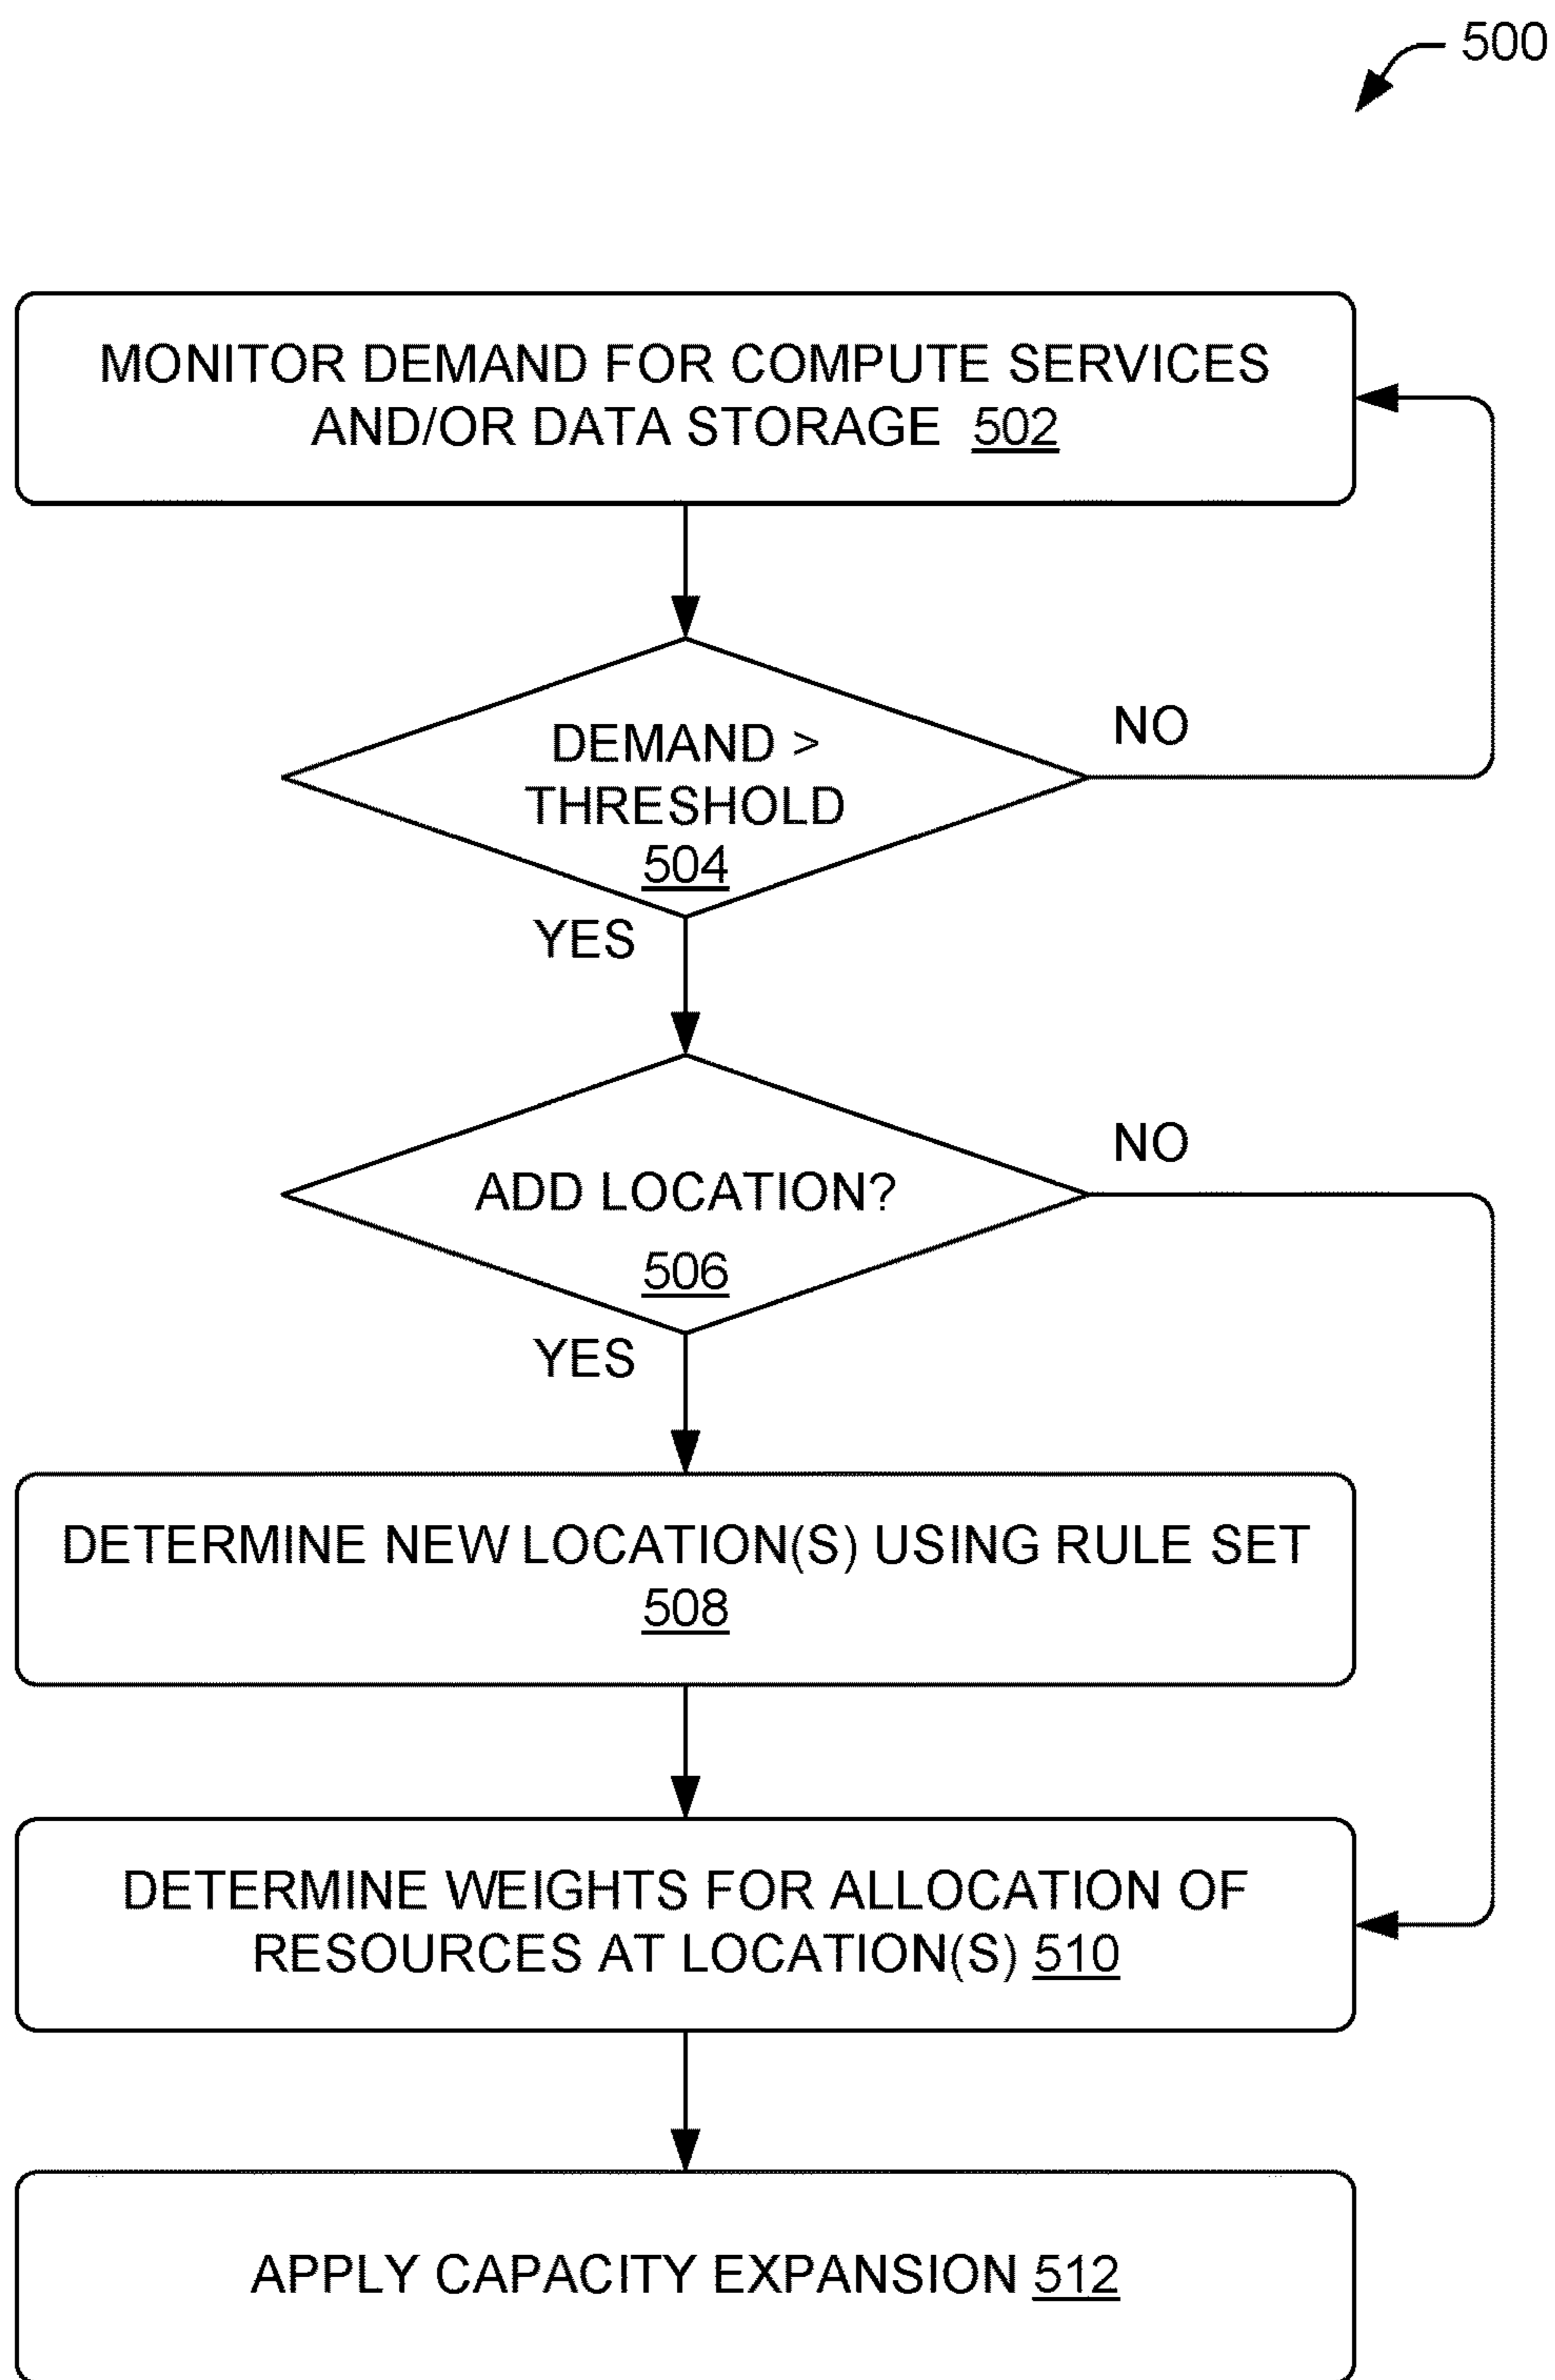 500
MONITOR DEMAND FOR COMPUTE SERVICES
AND/OR DATA STORAGE 502
DEMAND >
THRESHOLD
504
NO
YES
ADD LOCATION?
506
NO
YES
DETERMINE NEW LOCATION(S) USING RULE SET
508
DETERMINE WEIGHTS FOR ALLOCATION OF
RESOURCES AT LOCATION(S) 510
APPLY CAPACITY EXPANSION 512